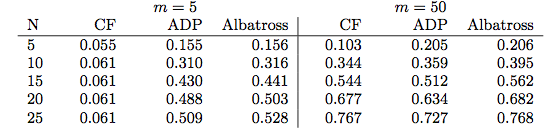 m = 5 m = 50
N CF ADP Albatross CF ADP Albatross
5 0.055 0.155 0.156 0.103 0.205 0.206
10 0.061 0.310 0.316 0.344 0.359 0.395
15 0.061 0.430 0.441 0.544 0.512 0.562
20 0.061 0.488 0.503 0.677 0.634 0.682
25 0.061 0.509 0.528 0.767 0.727 0.768